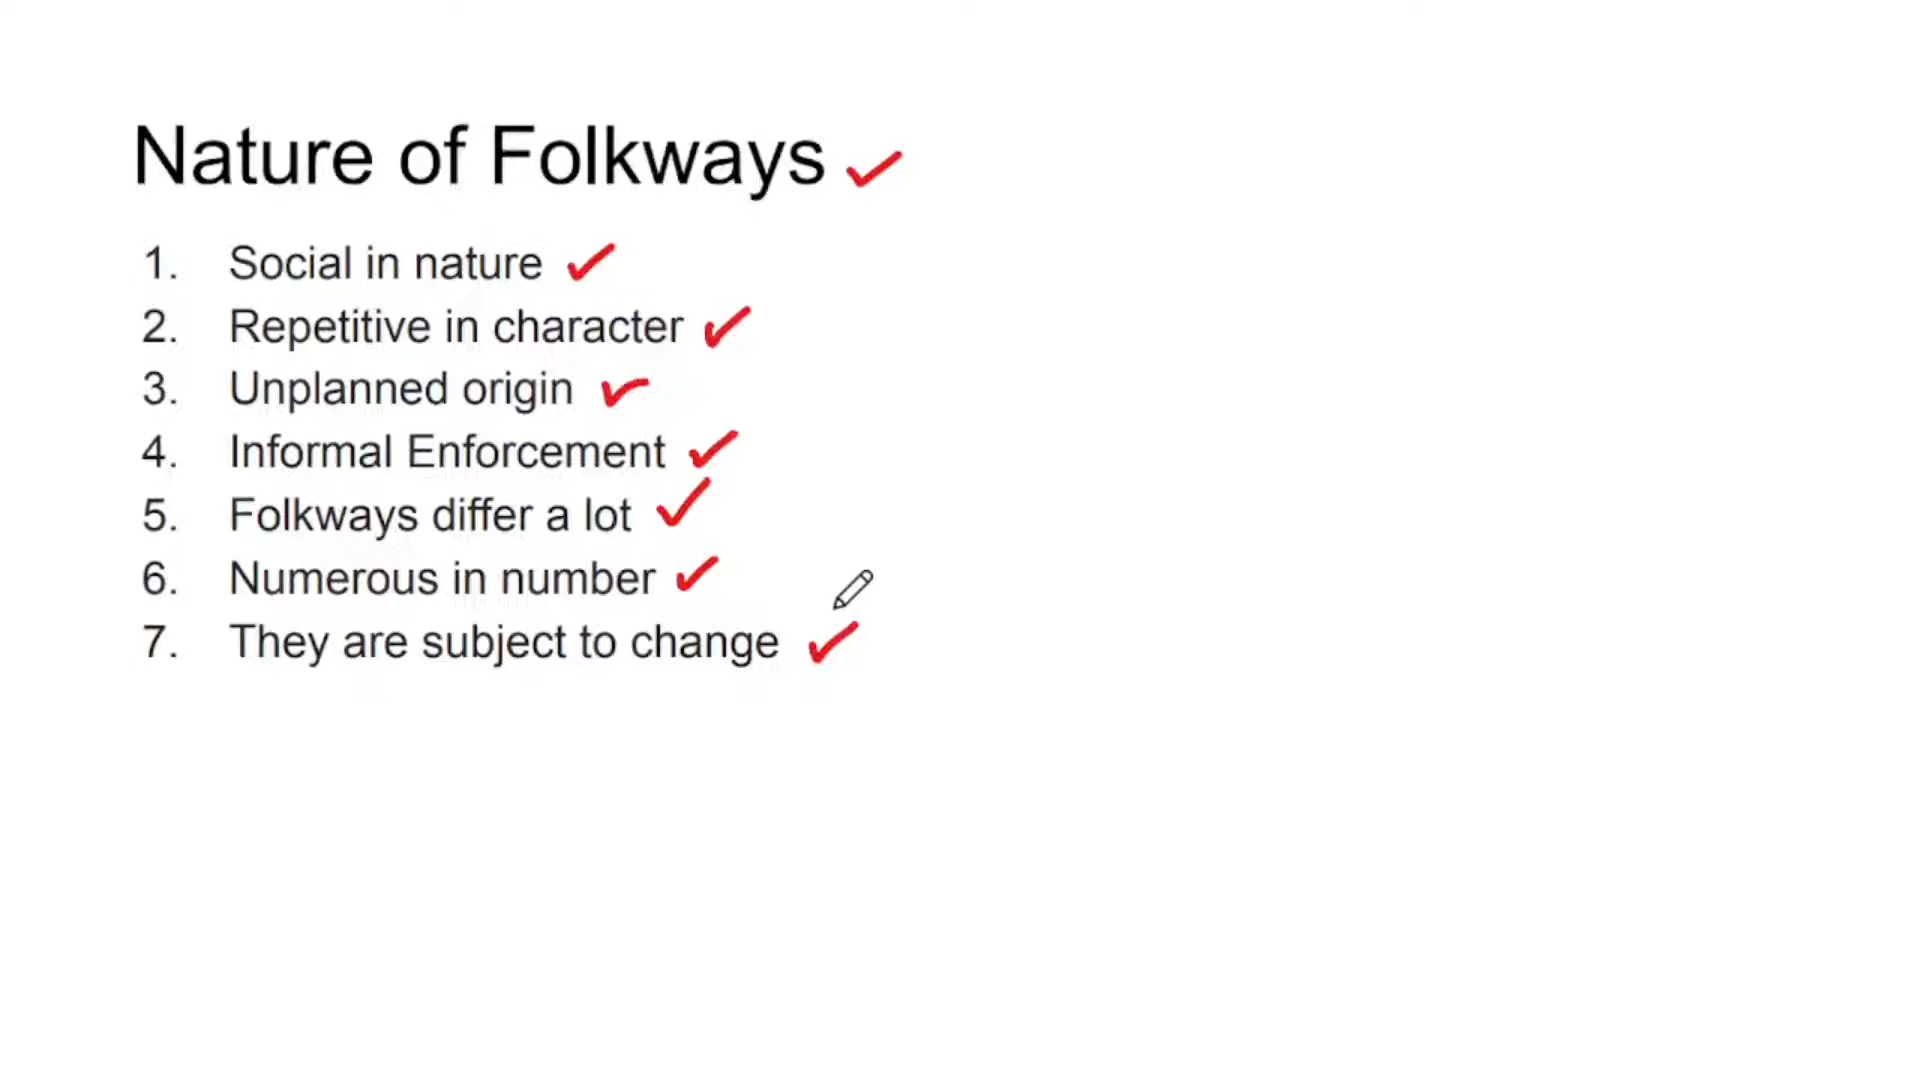 Nature of Folkways
1. Social in nature
2. Repetitive in character
3. Unplanned origin
4. Informal Enforcement
5. Folkways differ a lot
6. Numerous in number
7. They are subject to change